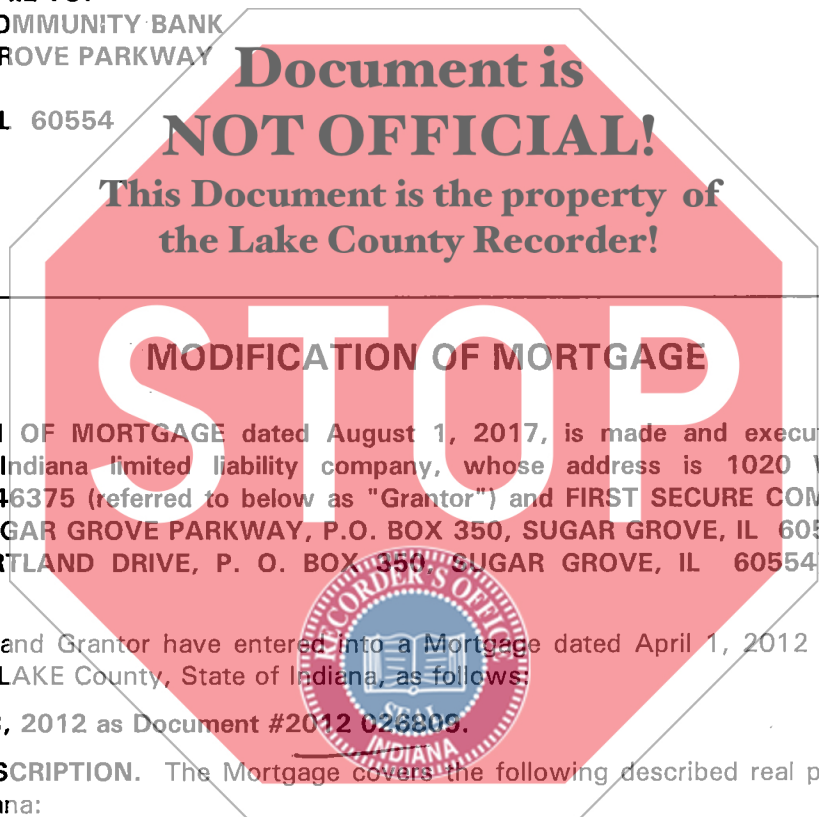 OMMUNITY BANK
ROVE PARKWAY
Document is
L 60554
NOT OFFICIAL!
This Document is the property of
the Lake County Recorder!
STOP
MODIFICATION OF MORTGAGE
OF MORTGAGE dated August 1, 2017, is made and execu
Indiana limited liability company, whose address is 1020
46375 (referred to below as "Grantor") and FIRST SECURE COM
GAR GROVE PARKWAY, P.O. BOX 350, SUGAR GROVE, IL 605
RTLAND DRIVE, P. O. BOX 350, SUGAR GROVE, IL 60554
RECORDER'S OFFICE
and Grantor have entered into a Mortgage dated April 1, 2012
LAKE County, State of Indiana, as follows:
SEAL
, 2012 as Document #2012 026809.
INDIANA
SCRIPTION. The Mortgage covers the following described real p
ana: